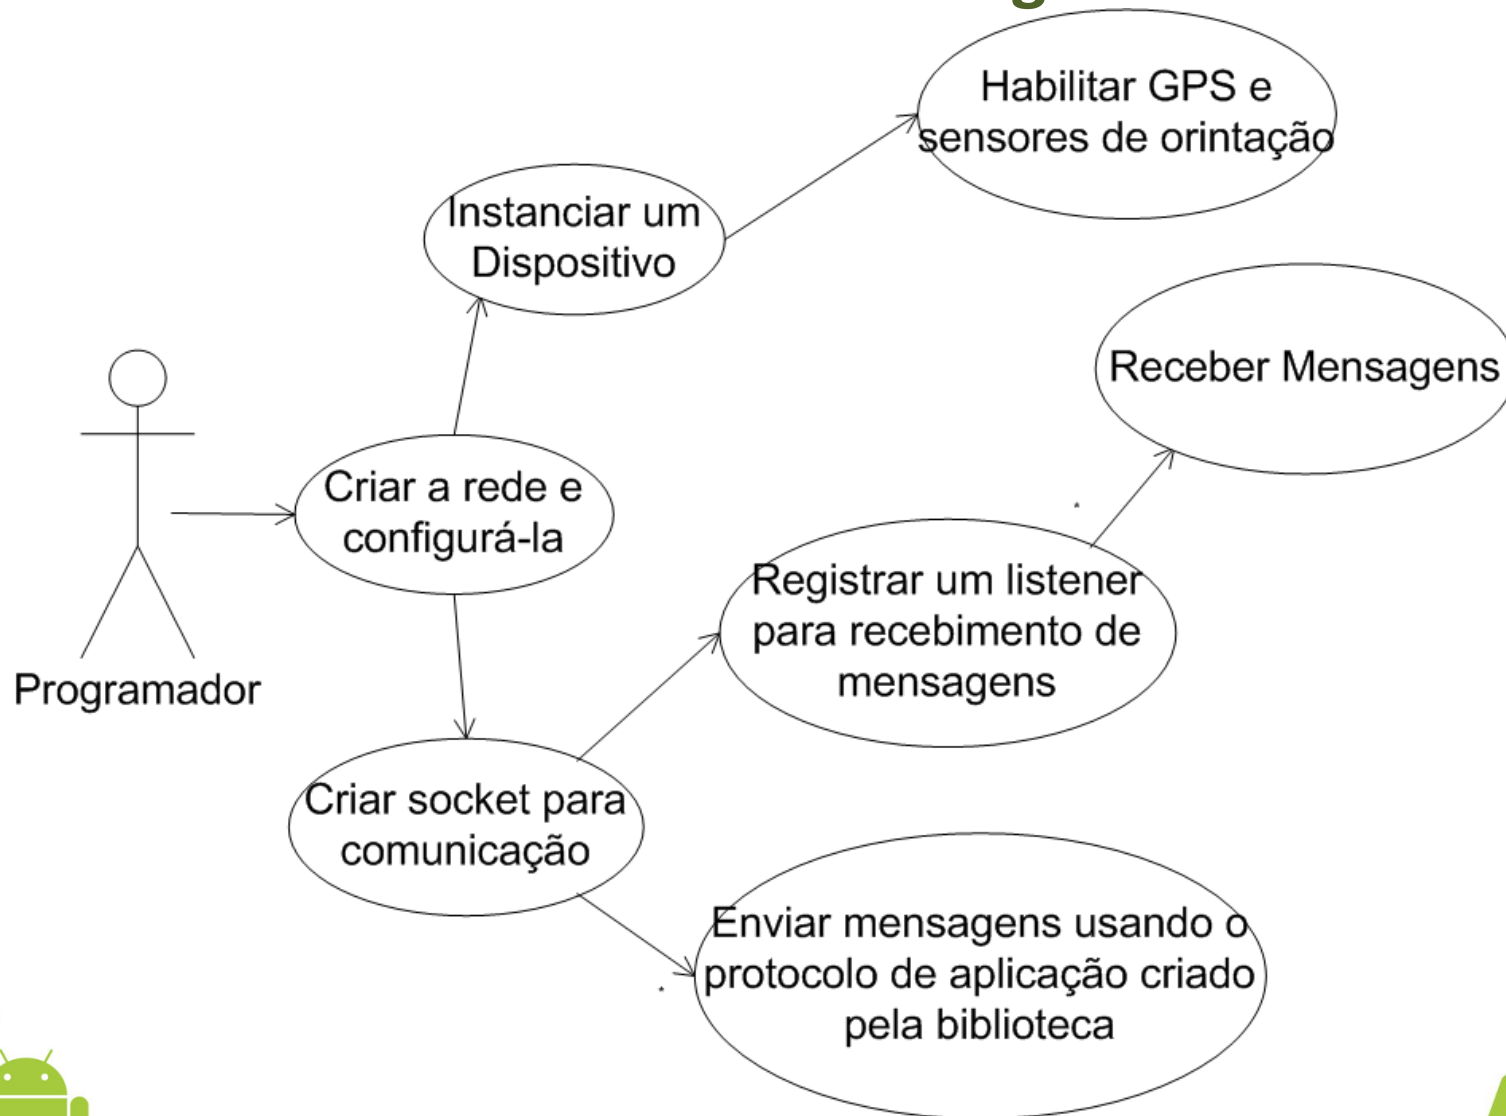 Habilitar GPS e
sensores de orintação
Instanciar um
Dispositivo
Receber Mensagens
Criar a rede e
configurá-la
Registrar um listener
para recebimento de
mensagens
Programador
Criar socket para
comunicação
Enviar mensagens usando o
protocolo de aplicação criado
pela biblioteca